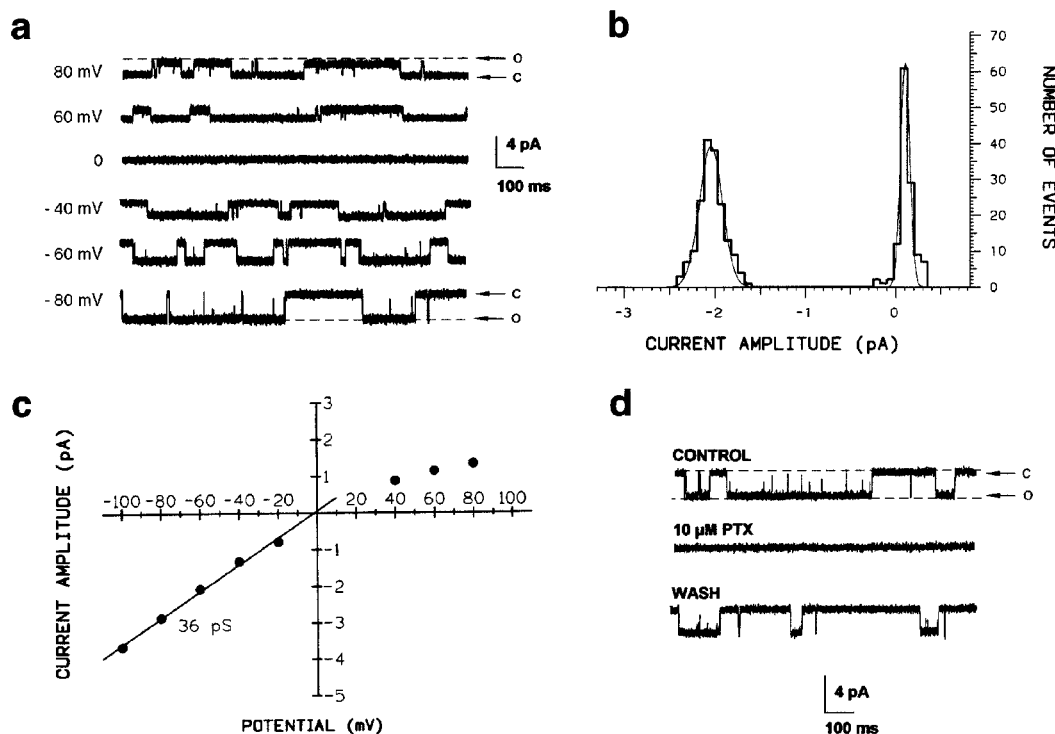 a
80 mV
O
C
60 mV
0
4 pA
100 ms
- 40 mV
- 60 mV
- 80 mV
C
O
b
70
60
50
40
30
20
10
0
NUMBER OF EVENTS
-3
-2
-1
0
CURRENT AMPLITUDE (pA)
c
CURRENT AMPLITUDE (pA)
3
2
1
-100 -80 -60 -40 -20
20 40 60 80 100
-1
-2
-3
-4
-5
36 pS
POTENTIAL (mV)
d
CONTROL
C
O
10 µM PTX
WASH
4 pA
100 ms